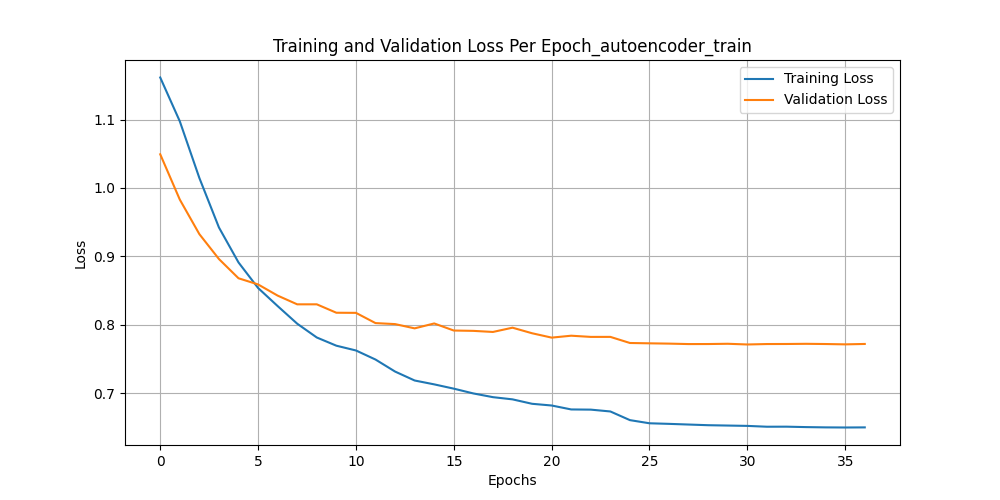 Training and Validation Loss Per Epoch_autoencoder_train
Training Loss
Validation Loss
1.1
1.0
0.9
0.8
0.7
Loss
0 5 10 15 20 25 30 35
Epochs